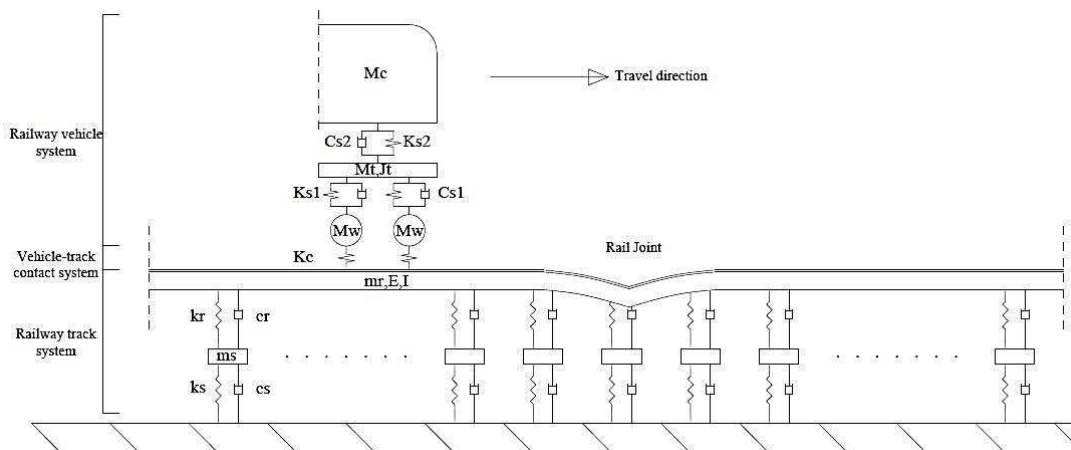 Mc
Travel direction
Railway vehicle
system
Cs2
Ks2
Mt,Jt
Ks1
Cs1
Mw
Mw
Vehicle-track
contact system
Kc
Rail Joint
mr,E,I
Railway track
system
kr
cr
ms
ks
cs